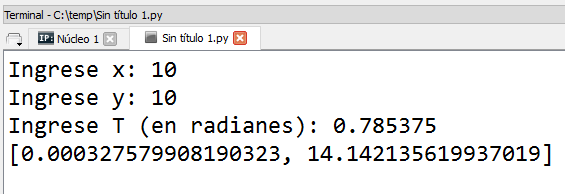 Terminal - C:\temp\Sin título 1.py
IP: Núcleo 1 Sin título 1.py
Ingrese x: 10
Ingrese y: 10
Ingrese T (en radianes): 0.785375
[0.000327579908190323, 14.142135619937019]